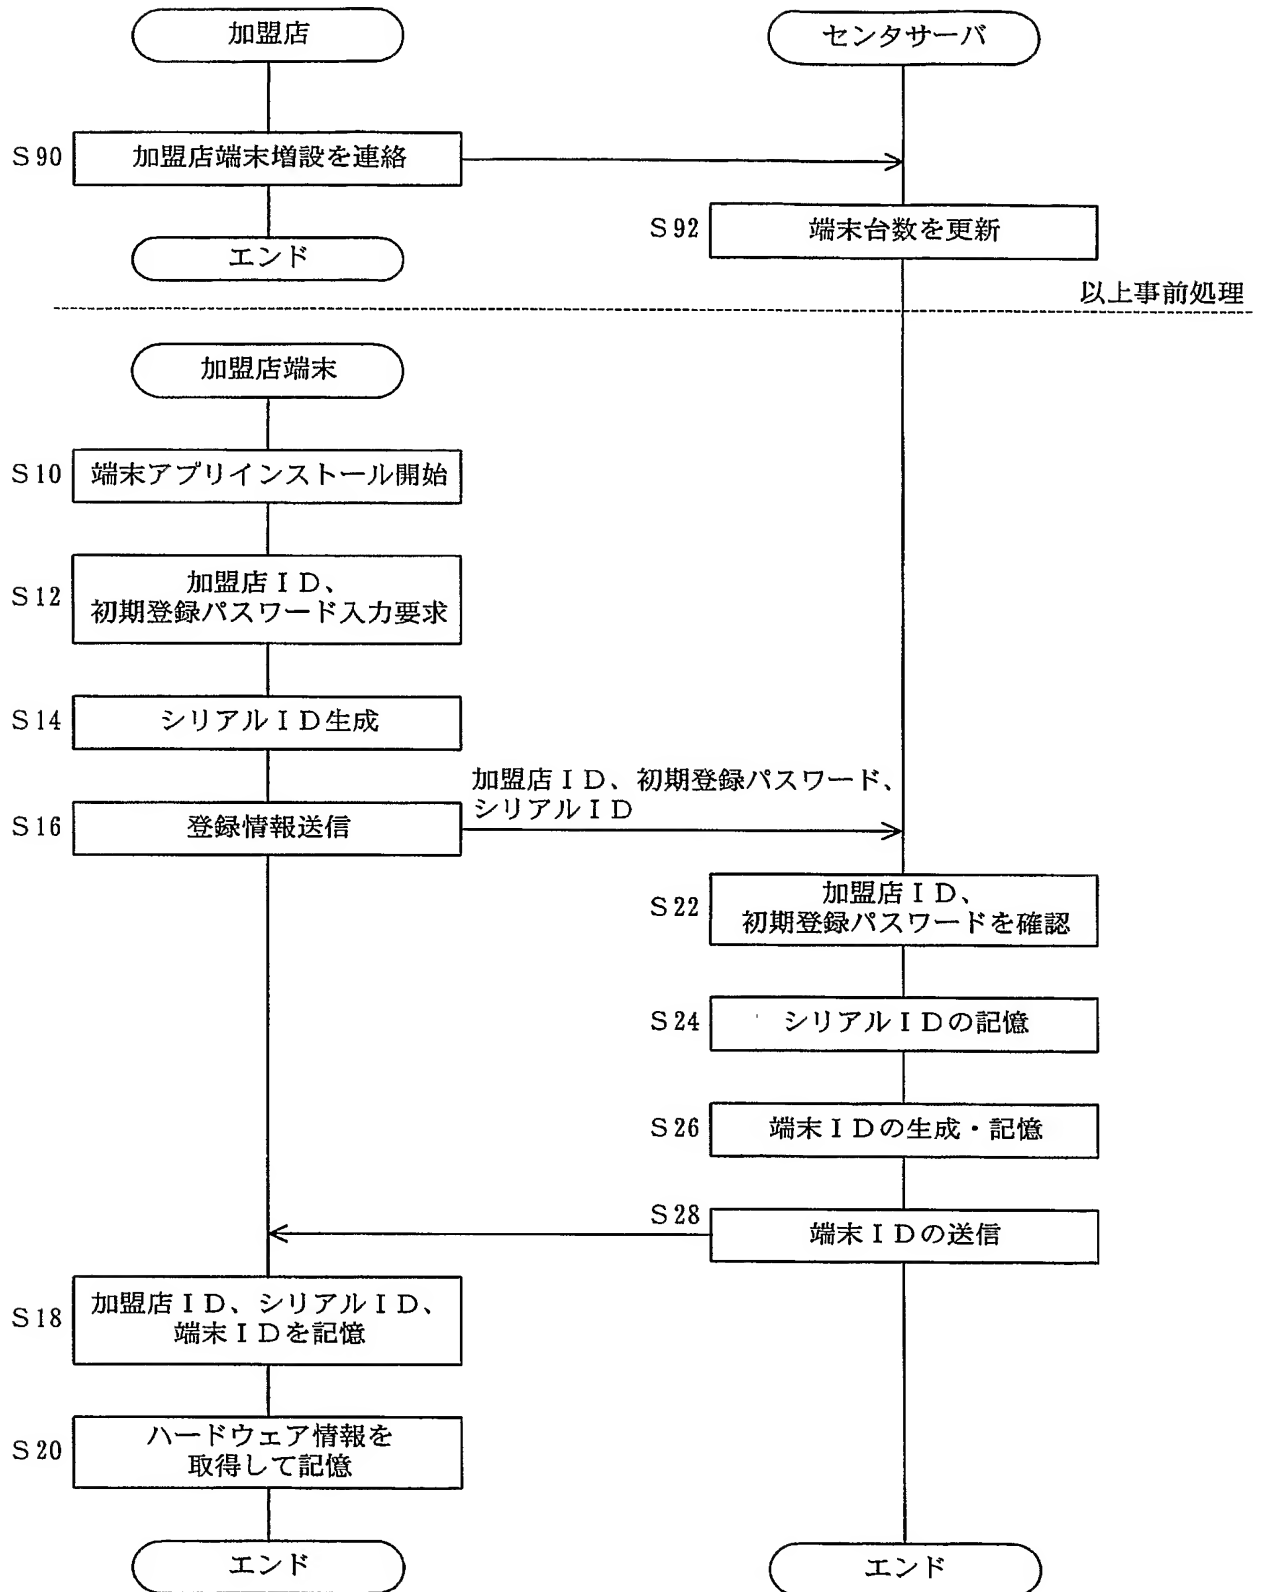 加盟店
センタサーバ
S90
加盟店端末増設を連絡
S92
端末台数を更新
エンド
以上事前処理
加盟店端末
S10
端末アプリインストール開始
S12
加盟店ID、
初期登録パスワード入力要求
S14
シリアルID生成
加盟店ID、初期登録パスワード、
シリアルID
S16
登録情報送信
S22
加盟店ID、
初期登録パスワードを確認
S24
シリアルIDの記憶
S26
端末IDの生成・記憶
S28
端末IDの送信
S18
加盟店ID、シリアルID、
端末IDを記憶
S20
ハードウェア情報を
取得して記憶
エンド
エンド